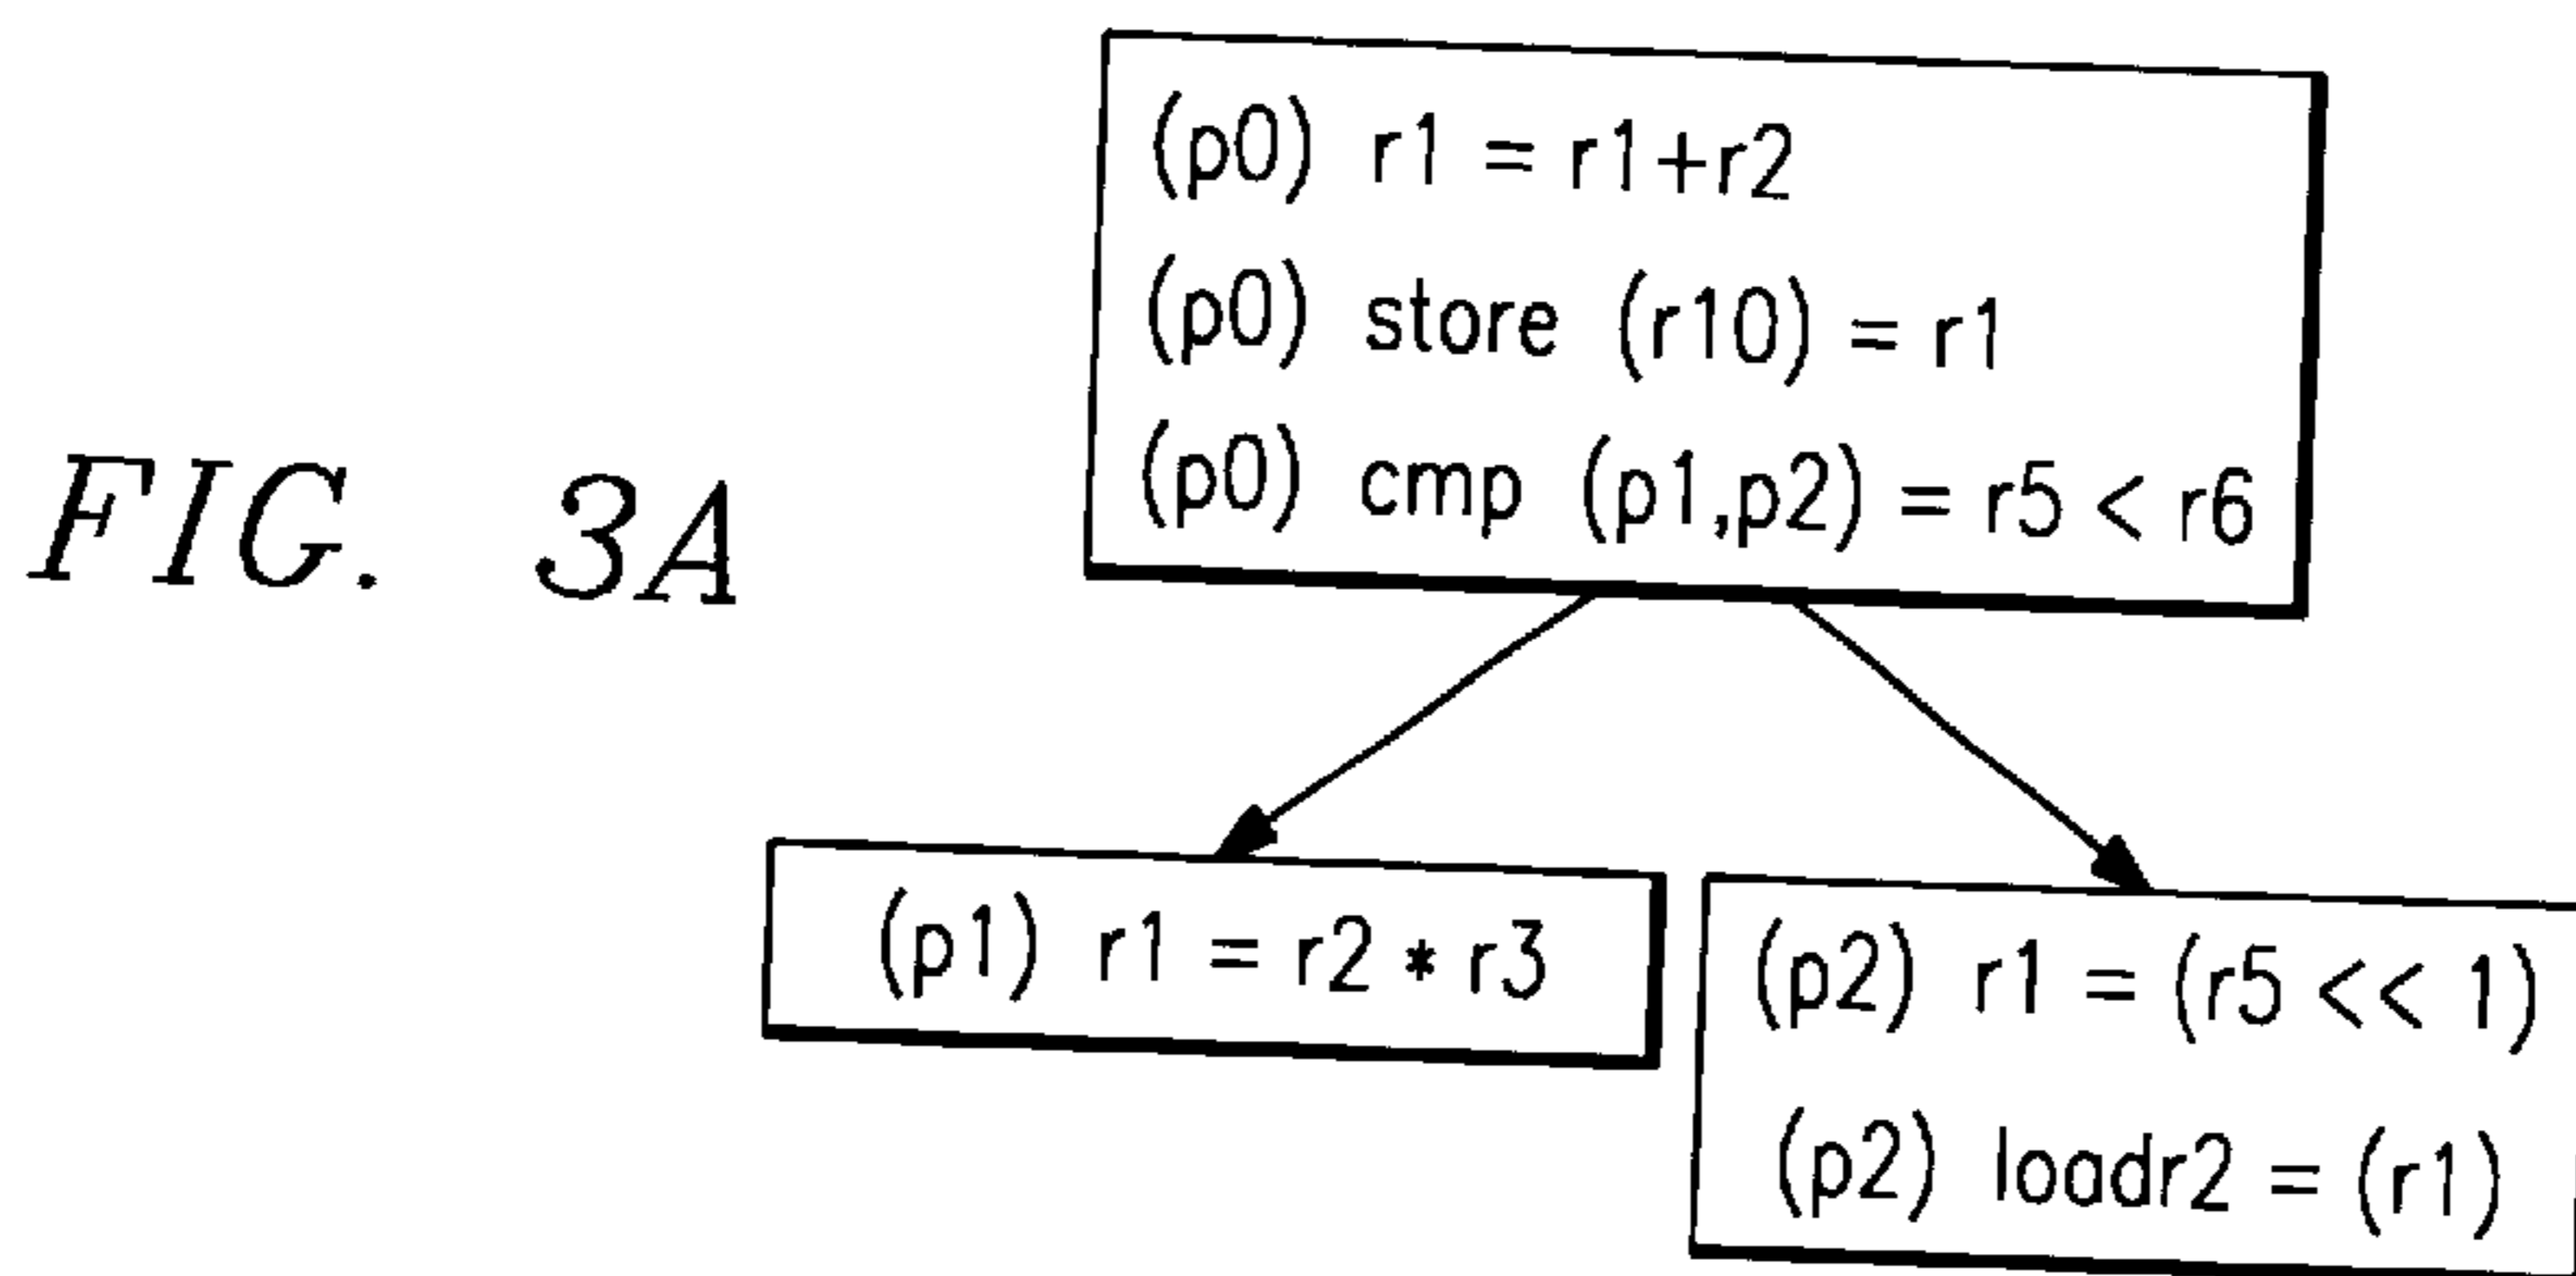 (p0) r1 = r1+r2
(p0) store (r10) = r1
(p0) cmp (p1,p2) = r5 < r6
FIG. 3A
(p1) r1 = r2 * r3
(p2) r1 = (r5 << 1)
(p2) loadr2 = (r1)